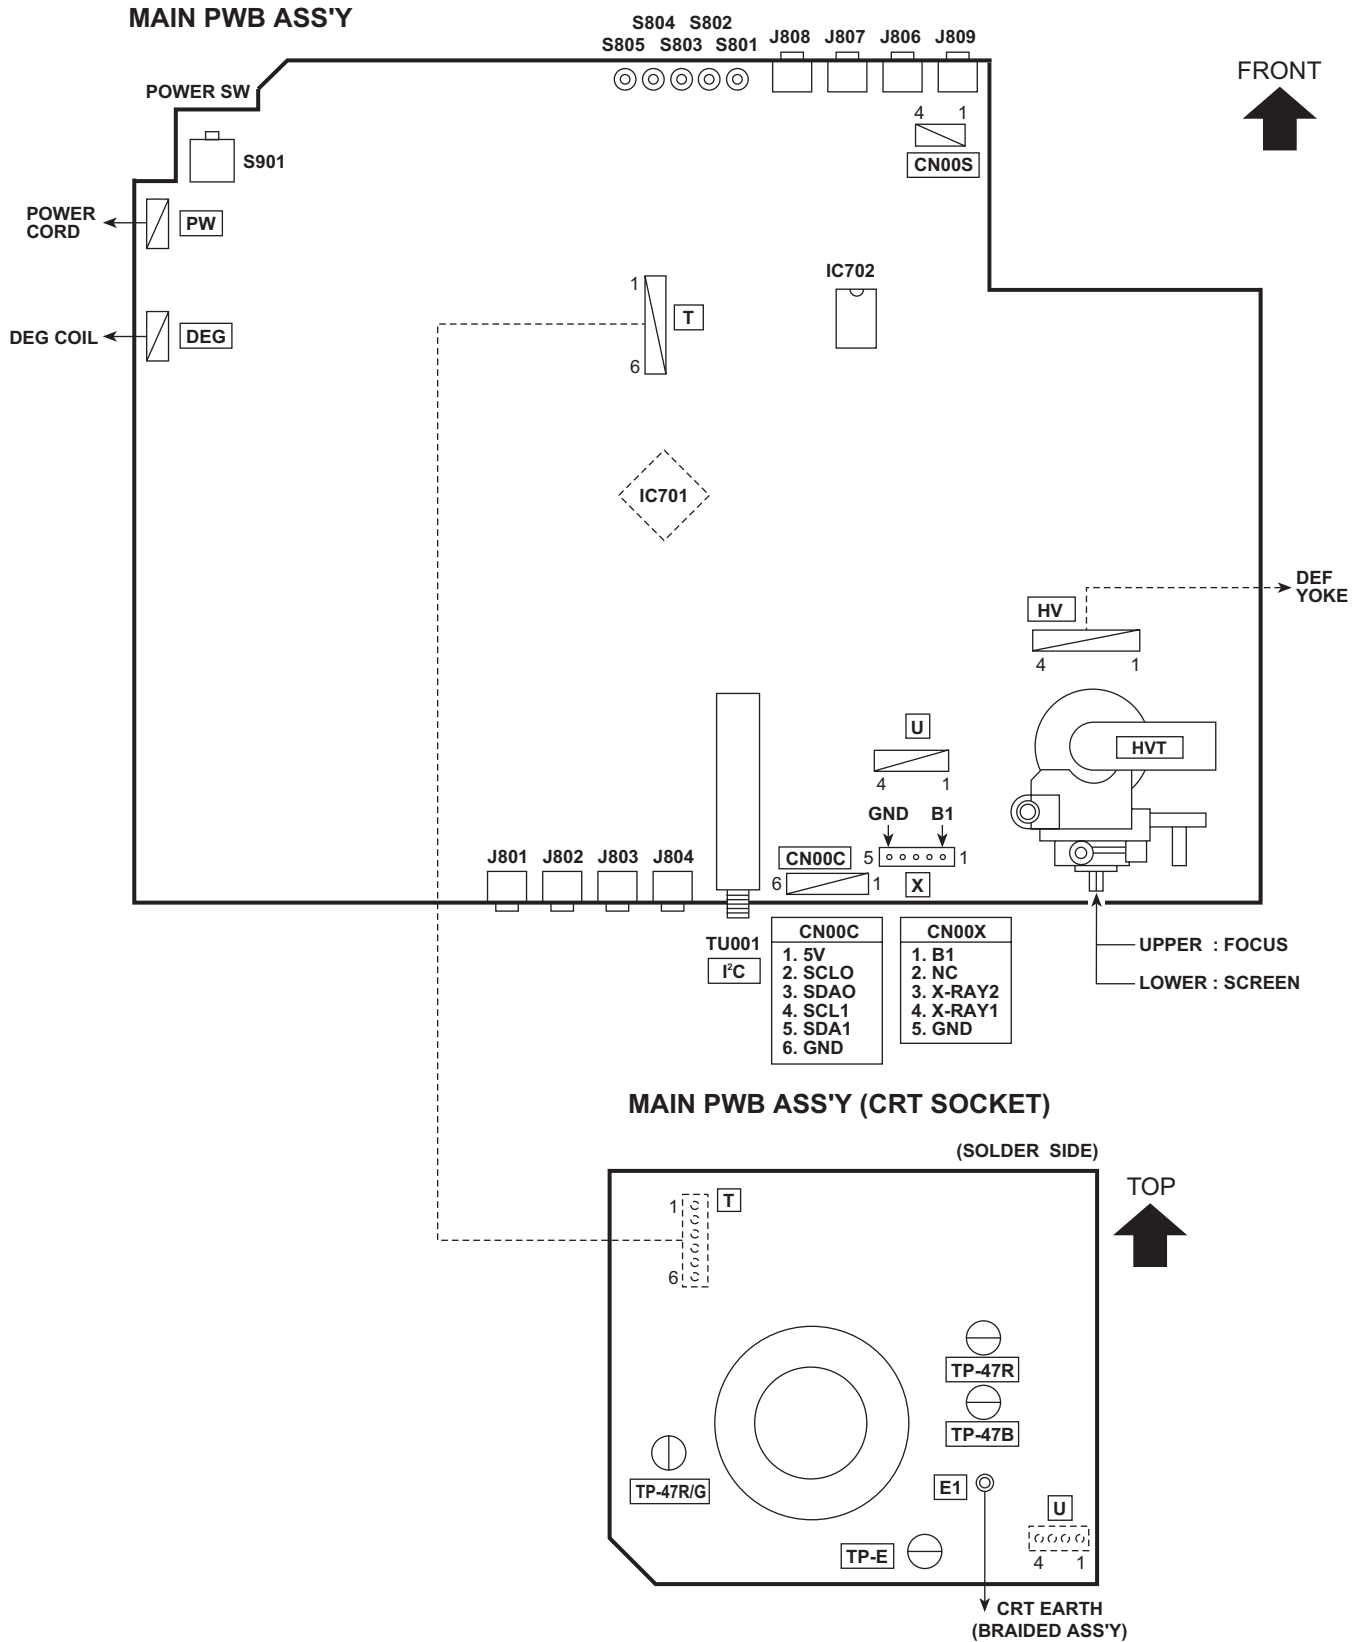 MAIN PWB ASS'Y
S804 S802
S805 S803 S801
J808 J807 J806 J809
FRONT
POWER SW
S901
4 1
CN00S
POWER
CORD
PW
IC702
1
T
6
DEG COIL
DEG
IC701
DEF
YOKE
HV
4 1
U
4 1
HVT
GND B1
CN00C
5 1
6 1
X
J801 J802 J803 J804
TU001
I²C
CN00C
1. 5V
2. SCLO
3. SDAO
4. SCL1
5. SDA1
6. GND
CN00X
1. B1
2. NC
3. X-RAY2
4. X-RAY1
5. GND
UPPER : FOCUS
LOWER : SCREEN
MAIN PWB ASS'Y (CRT SOCKET)
(SOLDER SIDE)
TOP
1
T
6
TP-47R
TP-47B
TP-47R/G
E1
U
4 1
TP-E
CRT EARTH
(BRAIDED ASS'Y)